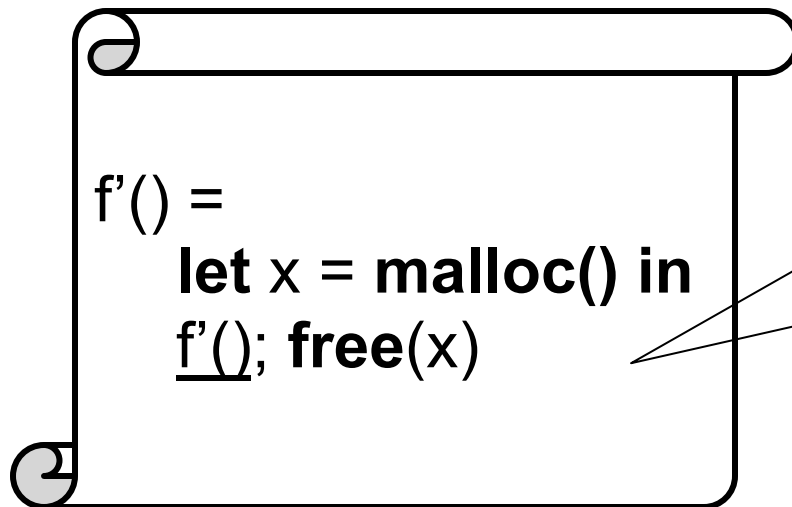 f’() =
let x = malloc() in
f’(); free(x)